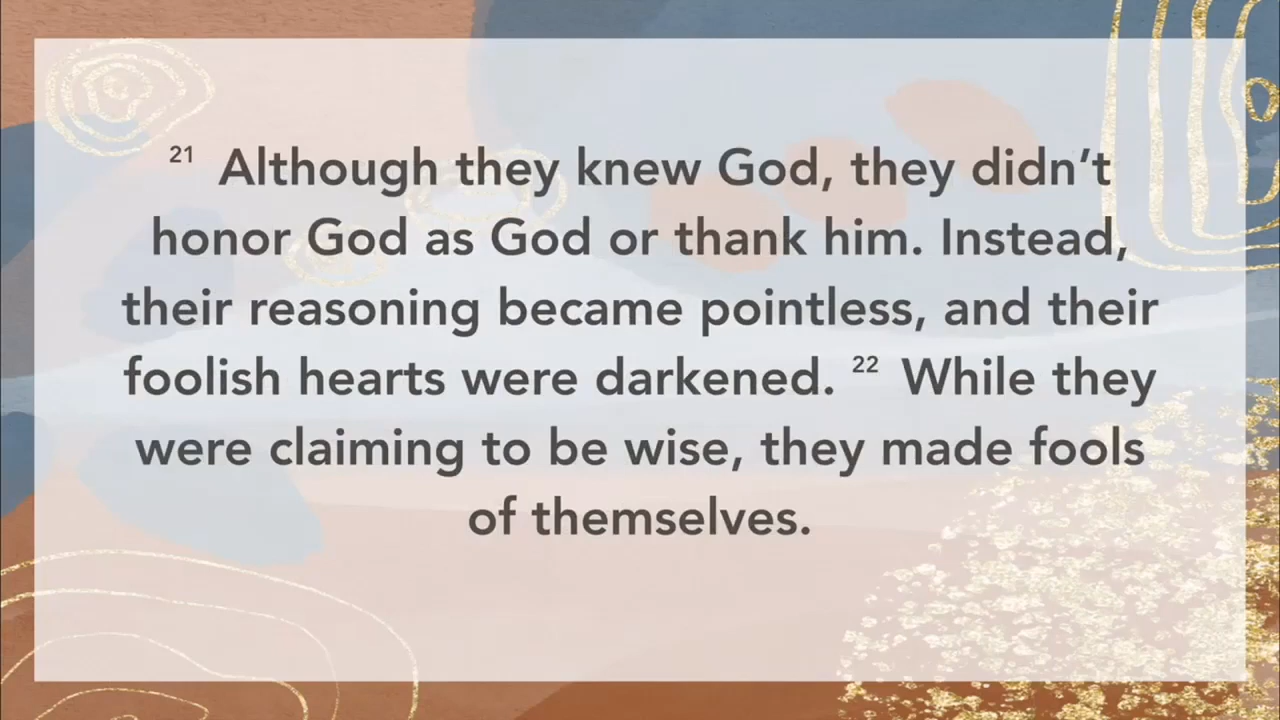 21 Although they knew God, they didn’t
honor God as God or thank him. Instead,
their reasoning became pointless, and their
foolish hearts were darkened. 22 While they
were claiming to be wise, they made fools
of themselves.